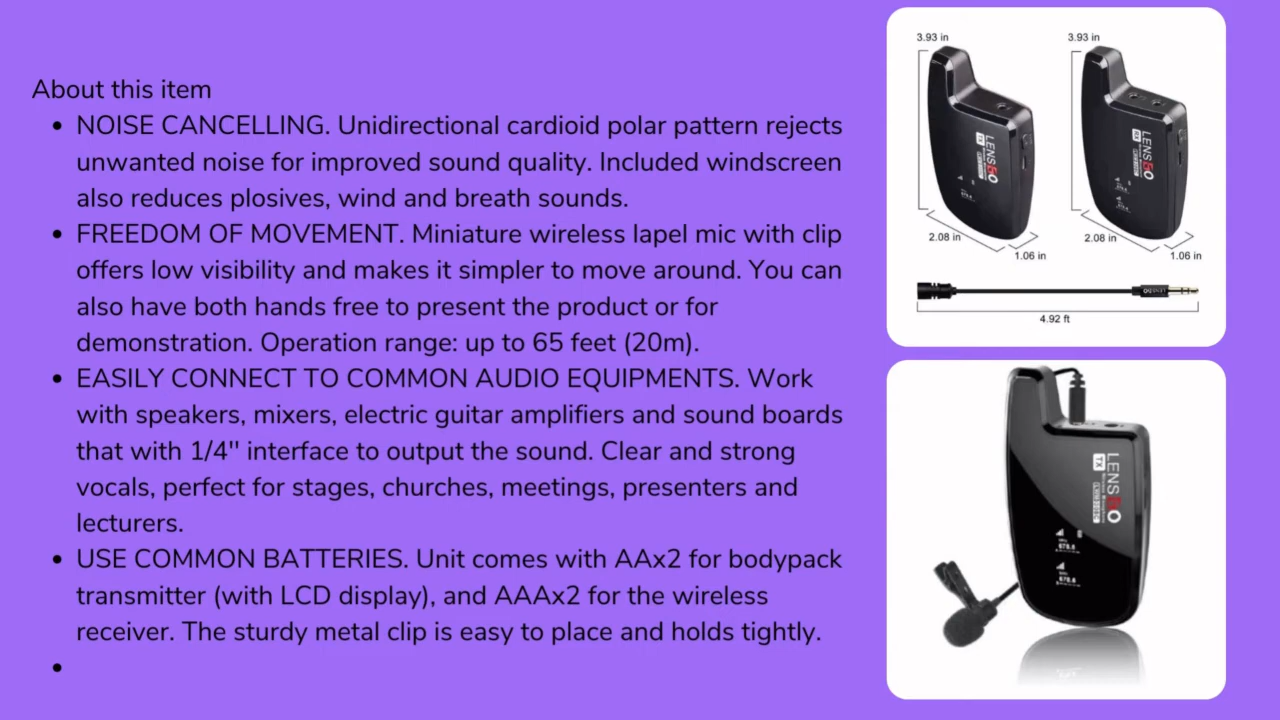 About this item
NOISE CANCELLING. Unidirectional cardioid polar pattern rejects
unwanted noise for improved sound quality. Included windscreen
also reduces plosives, wind and breath sounds.
FREEDOM OF MOVEMENT. Miniature wireless lapel mic with clip
offers low visibility and makes it simpler to move around. You can
also have both hands free to present the product or for
demonstration. Operation range: up to 65 feet (20m).
EASILY CONNECT TO COMMON AUDIO EQUIPMENTS. Work
with speakers, mixers, electric guitar amplifiers and sound boards
that with 1/4" interface to output the sound. Clear and strong
vocals, perfect for stages, churches, meetings, presenters and
lecturers.
USE COMMON BATTERIES. Unit comes with AAx2 for bodypack
transmitter (with LCD display), and AAAx2 for the wireless
receiver. The sturdy metal clip is easy to place and holds tightly.
3.93 in
3.93 in
LENSGO
LENSGO
2.08 in
1.06 in
2.08 in
1.06 in
LENSGO
4.92 ft
LENSGO
TX